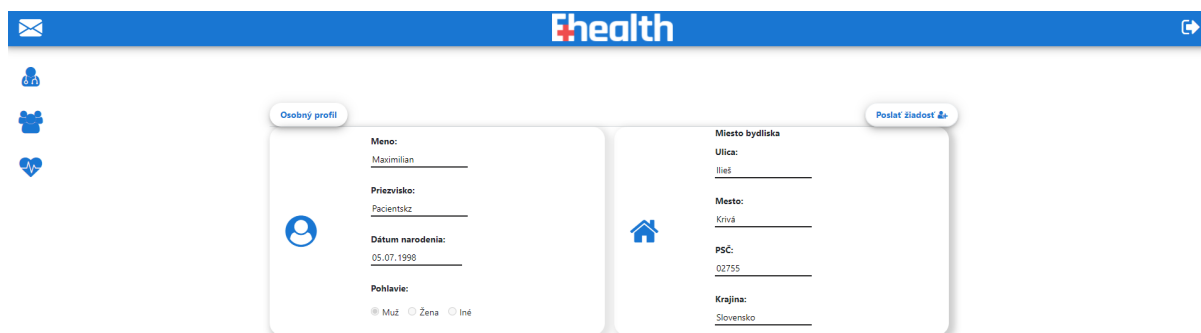 Ehealth
Osobný profil
Poslať žiadosť
Meno:
Maximilian
Priezvisko:
Pacientskz
Dátum narodenia:
05.07.1998
Pohlavie:
Muž Žena Iné
Miesto bydliska
Ulica:
Ilieš
Mesto:
Krivá
PSČ:
02755
Krajina:
Slovensko